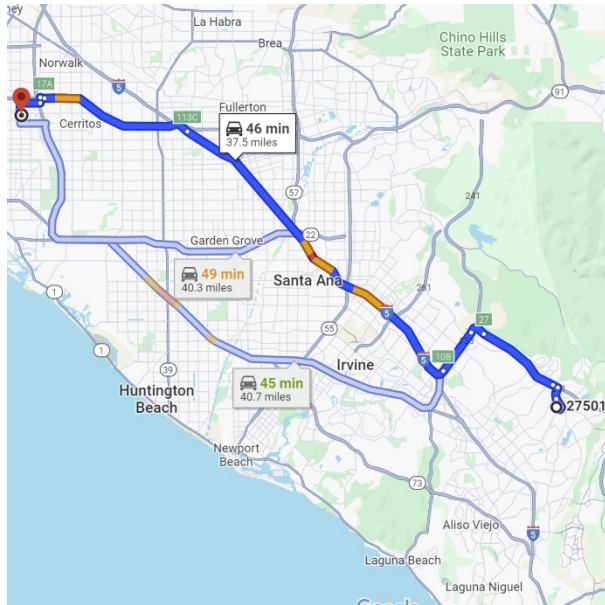 La Habra
Brea
Chino Hills
State Park
Norwalk
17A
5
91
113C
Fullerton
Cerritos
46 min
37.5 miles
57
241
22
Garden Grove
49 min
40.3 miles
Santa Ana
261
1
5
27
133
55
5
10B
1
39
Irvine
45 min
40.7 miles
Huntington
Beach
27501
Newport
Beach
73
Aliso Viejo
5
1
Laguna Beach
Laguna Niguel